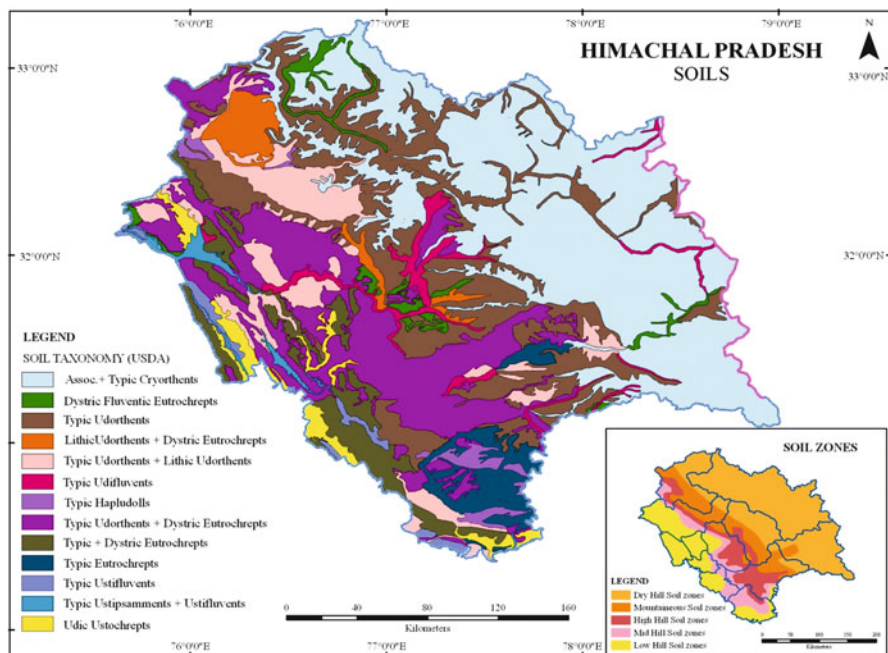 76°0'0"E 77°0'0"E 78°0'0"E 79°0'0"E
HIMACHAL PRADESH
SOILS
N
33°0'0"N 33°0'0"N
32°0'0"N 32°0'0"N
LEGEND
SOIL TAXONOMY (USDA)
Assoc.+ Typic Cryorthents
Dystric Fluventic Eutrochrepts
Typic Udorthents
LithicUdorthents + Dystric Eutrochrepts
Typic Udorthents + Lithic Udorthents
Typic Udifluvents
Typic Hapludolls
Typic Udorthents + Dystric Eutrochrepts
Typic + Dystric Eutrochrepts
Typic Eutrochrepts
Typic Ustifluvents
Typic Ustipsamments + Ustifluvents
Udic Ustochrepts
0 40 80 120 160
Kilometers
76°0'0"E 77°0'0"E 78°0'0"E
SOIL ZONES
LEGEND
Dry Hill Soil zones
Mountaineous Soil zones
High Hill Soil zones
Mid Hill Soil zones
Low Hill Soil zones
Kilometers